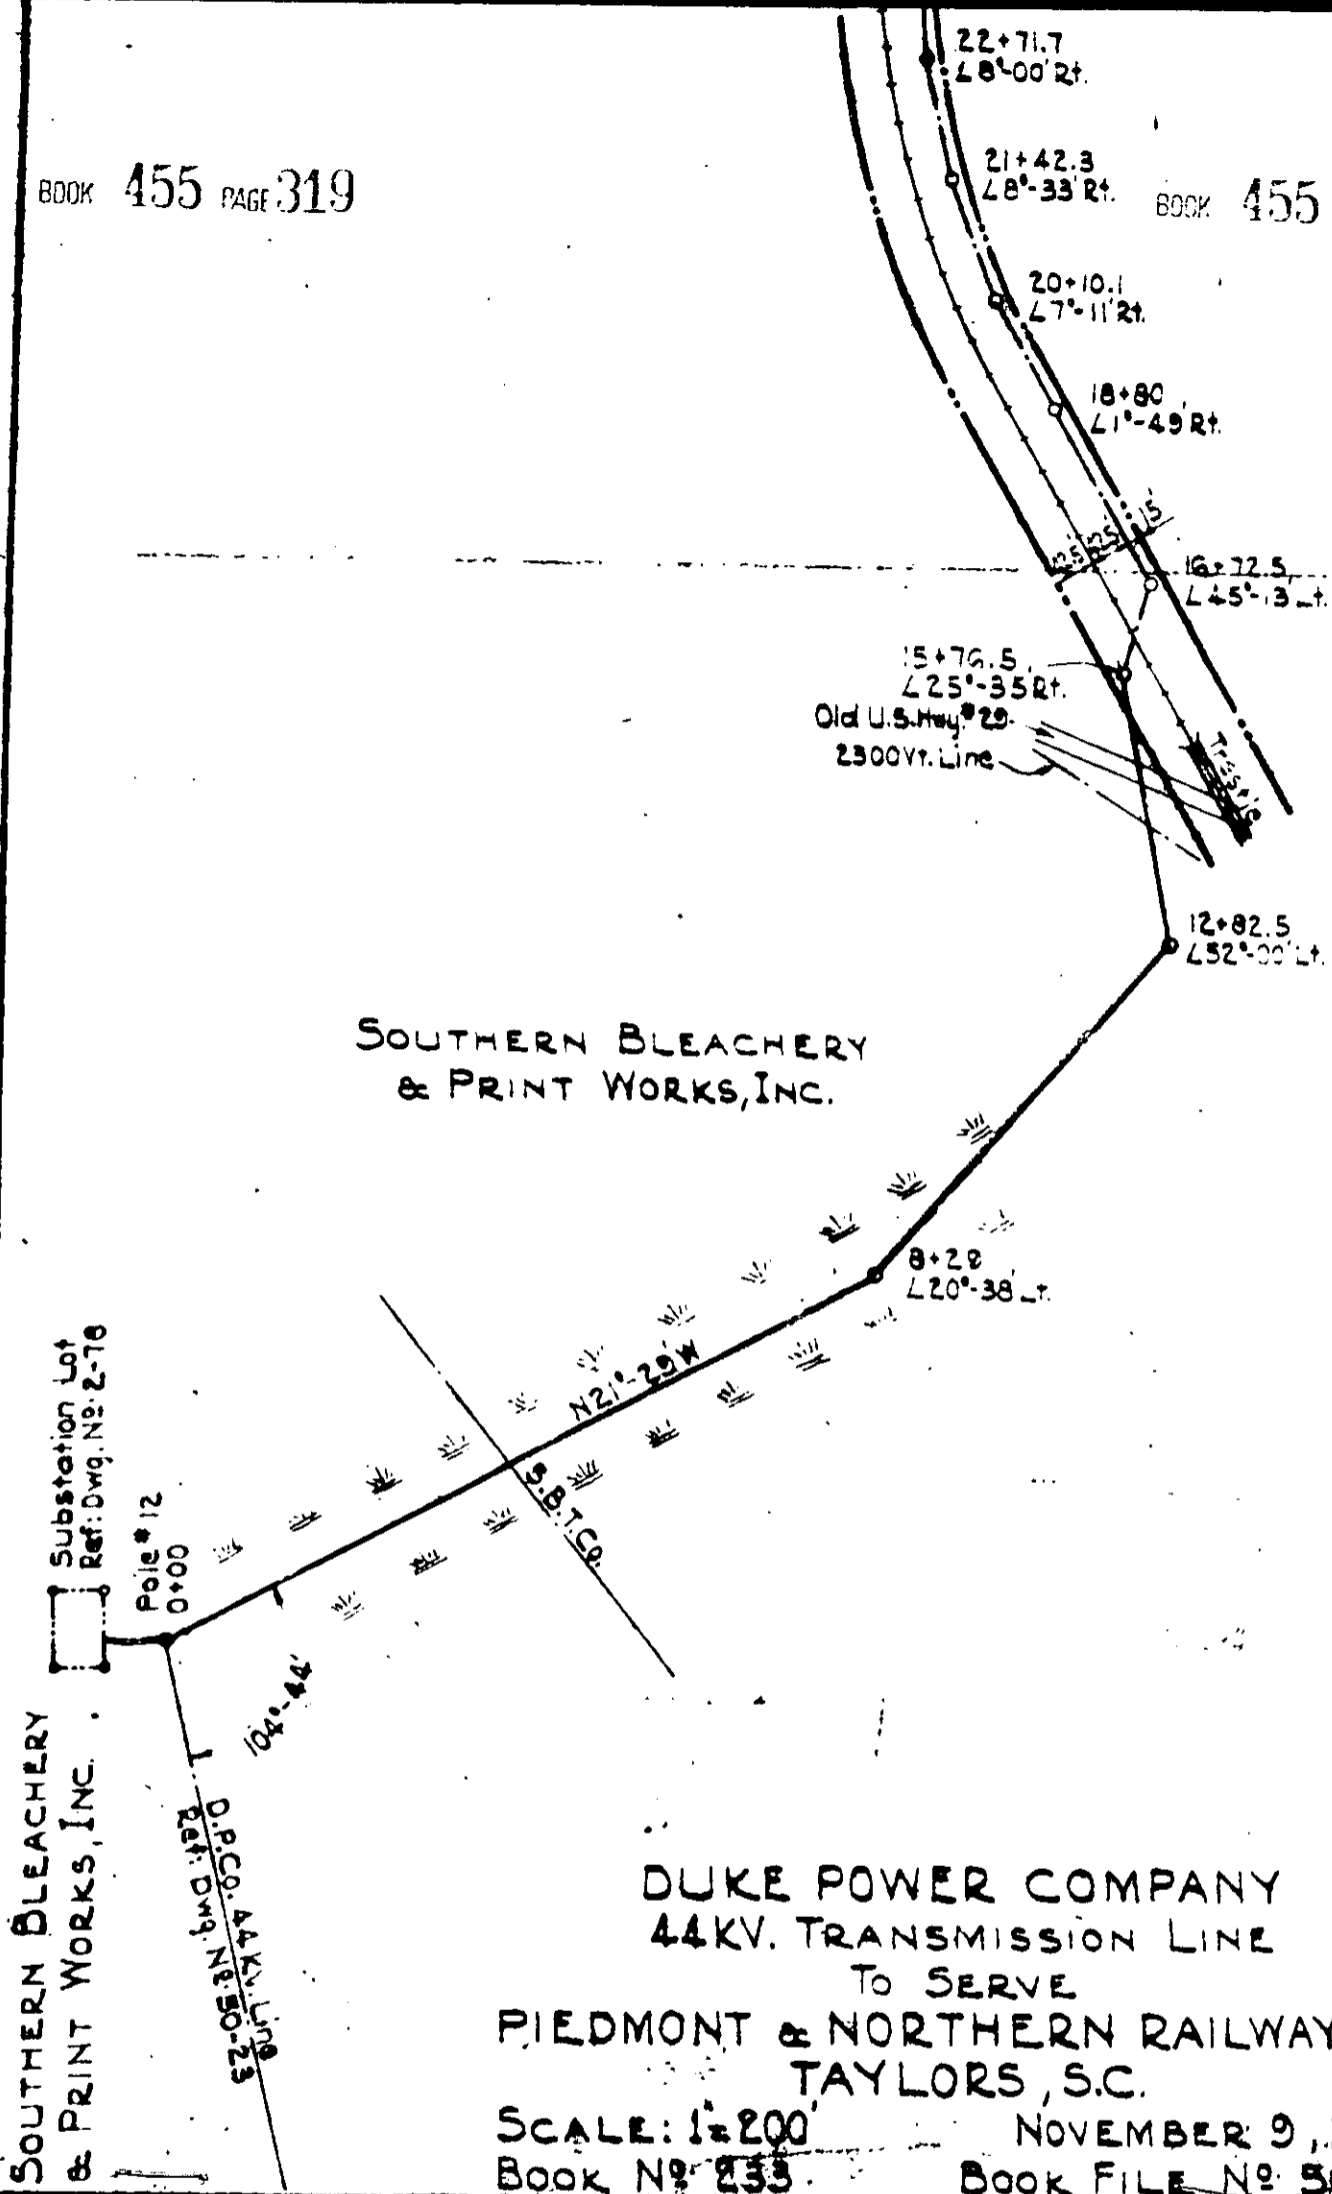 22+71.7
∠8°-00' Rt.
BOOK 455 PAGE 319
21+42.3
∠8°-33' Rt.
BOOK 455
20+10.1
∠7°-11' Rt.
18+80
∠1°-49' Rt.
15'
16+72.5
∠45°-13' Lt.
15+76.5
∠25°-35' Rt.
Old U.S. Hwy. #29
2300 Vt. Line
Trestle
12+82.5
Lt.
SOUTHERN BLEACHERY
& PRINT WORKS, INC.
8+28
∠20°-38' Lt.
N21°-29' W
S.B.T. Co.
Substation Lot
Ref: Dwg. No. 2-78
Pole #12
0+00
104°-44'
D.P. Co. 44 Kv. Line
Ref: Dwg. No. 50-23
SOUTHERN BLEACHERY
& PRINT WORKS, INC.
DUKE POWER COMPANY
44 KV. TRANSMISSION LINE
TO SERVE
PIEDMONT & NORTHERN RAILWAY
TAYLORS, S.C.
SCALE: 1"=200'
NOVEMBER 9,
BOOK No. 233
BOOK FILE No.